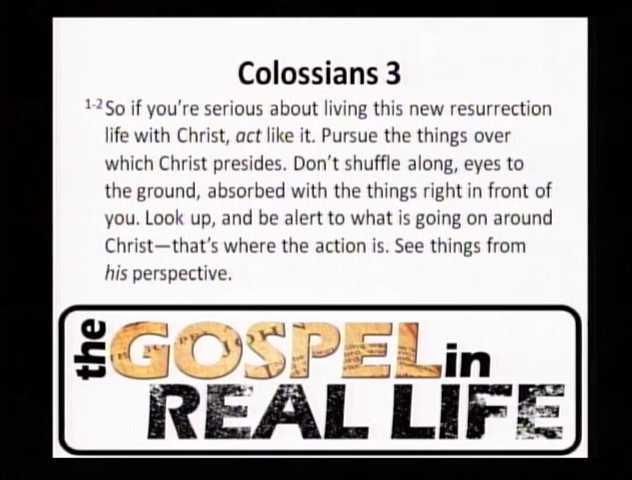 Colossians 3
1-2 So if you're serious about living this new resurrection
life with Christ, act like it. Pursue the things over
which Christ presides. Don't shuffle along, eyes to
the ground, absorbed with the things right in front of
you. Look up, and be alert to what is going on around
Christ—that's where the action is. See things from
his perspective.
the GOSPEL in
REAL LIFE